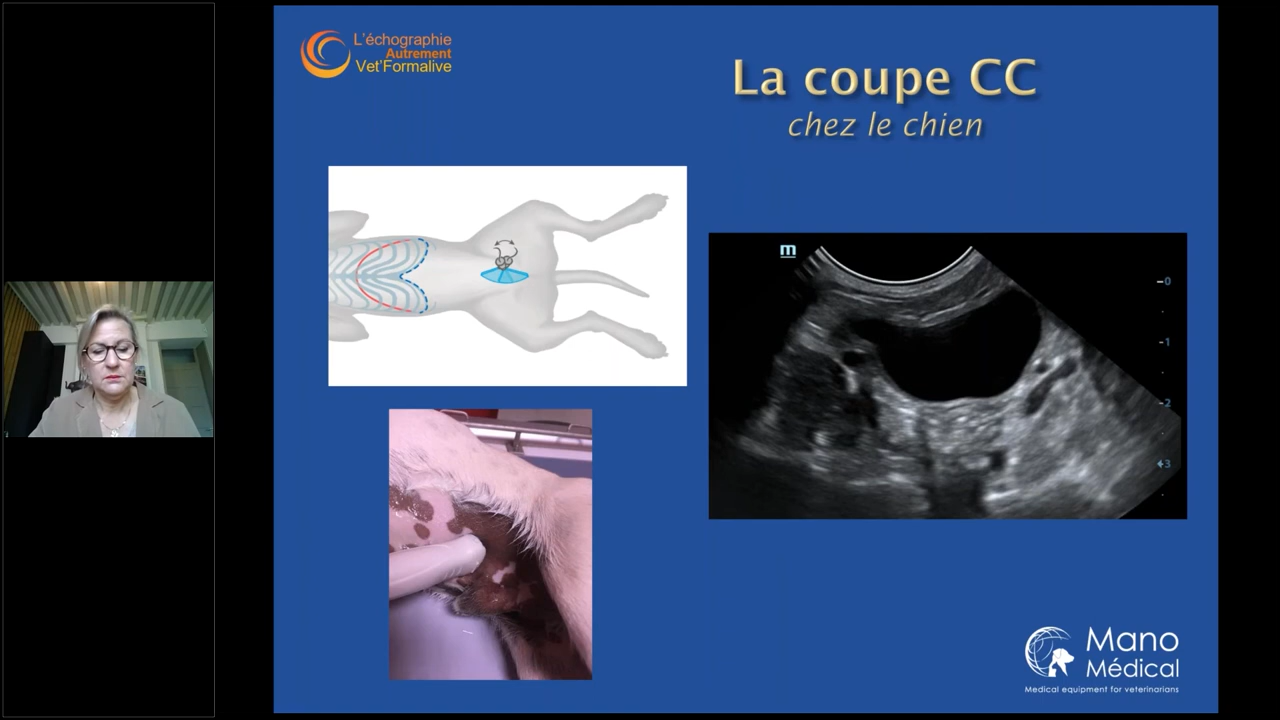 L'échographie
Autrement
Vet'Formalive
La coupe CC
chez le chien
m
0
1
2
3
Mano
Médical
Medical equipment for veterinarians